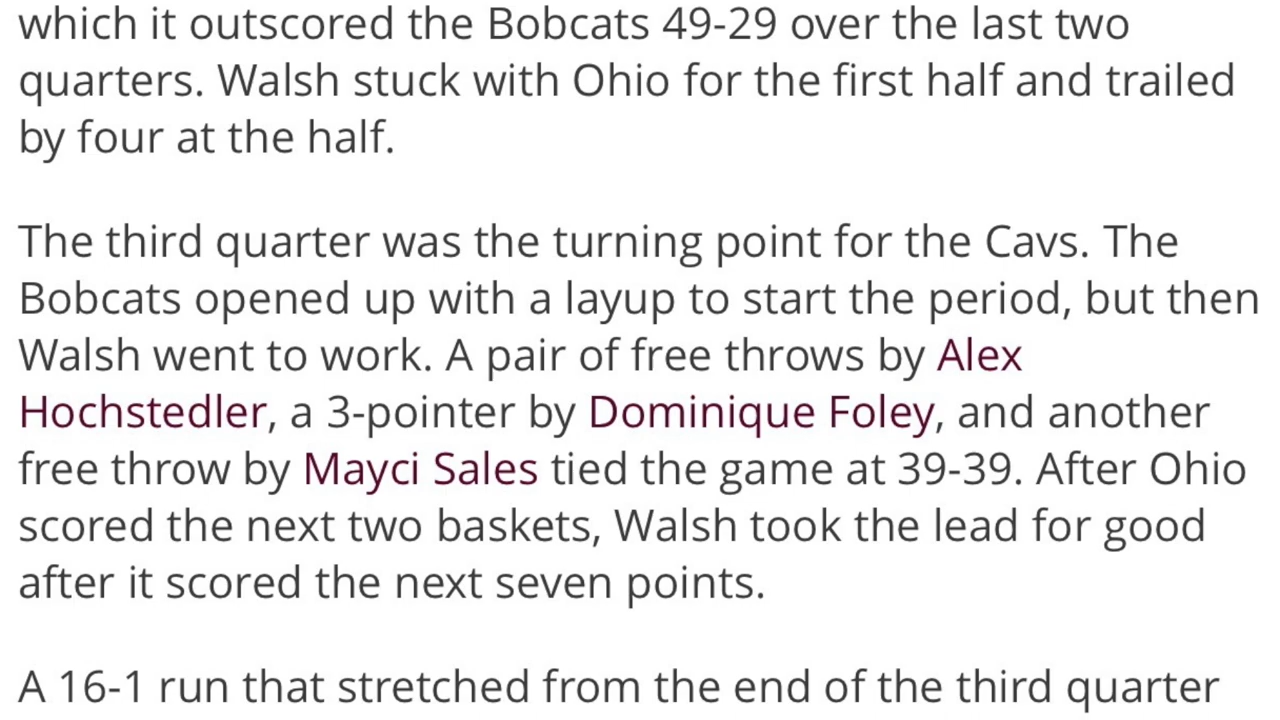 which it outscored the Bobcats 49-29 over the last two
quarters. Walsh stuck with Ohio for the first half and trailed
by four at the half.
The third quarter was the turning point for the Cavs. The
Bobcats opened up with a layup to start the period, but then
Walsh went to work. A pair of free throws by Alex
Hochstedler, a 3-pointer by Dominique Foley, and another
free throw by Mayci Sales tied the game at 39-39. After Ohio
scored the next two baskets, Walsh took the lead for good
after it scored the next seven points.
A 16-1 run that stretched from the end of the third quarter